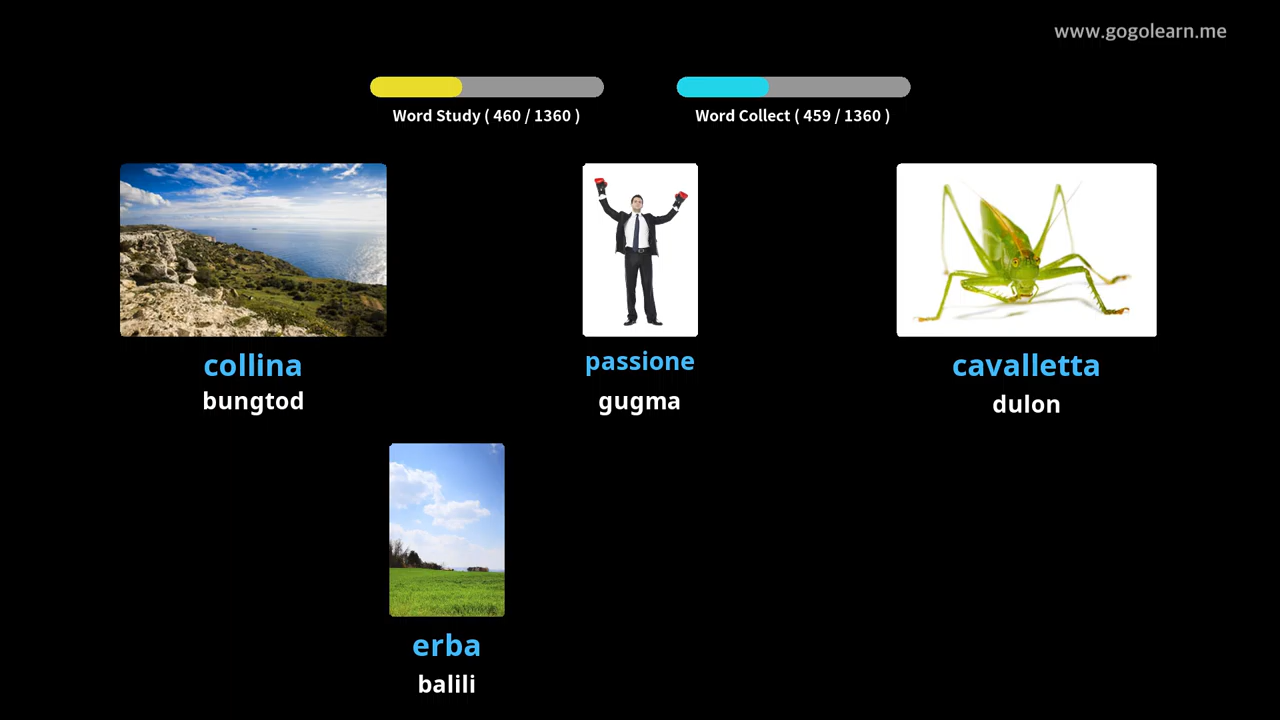 www.gogolearn.me
Word Study ( 460 / 1360 )
Word Collect ( 459 / 1360 )
collina
bungtod
passione
gugma
cavalletta
dulon
erba
balili